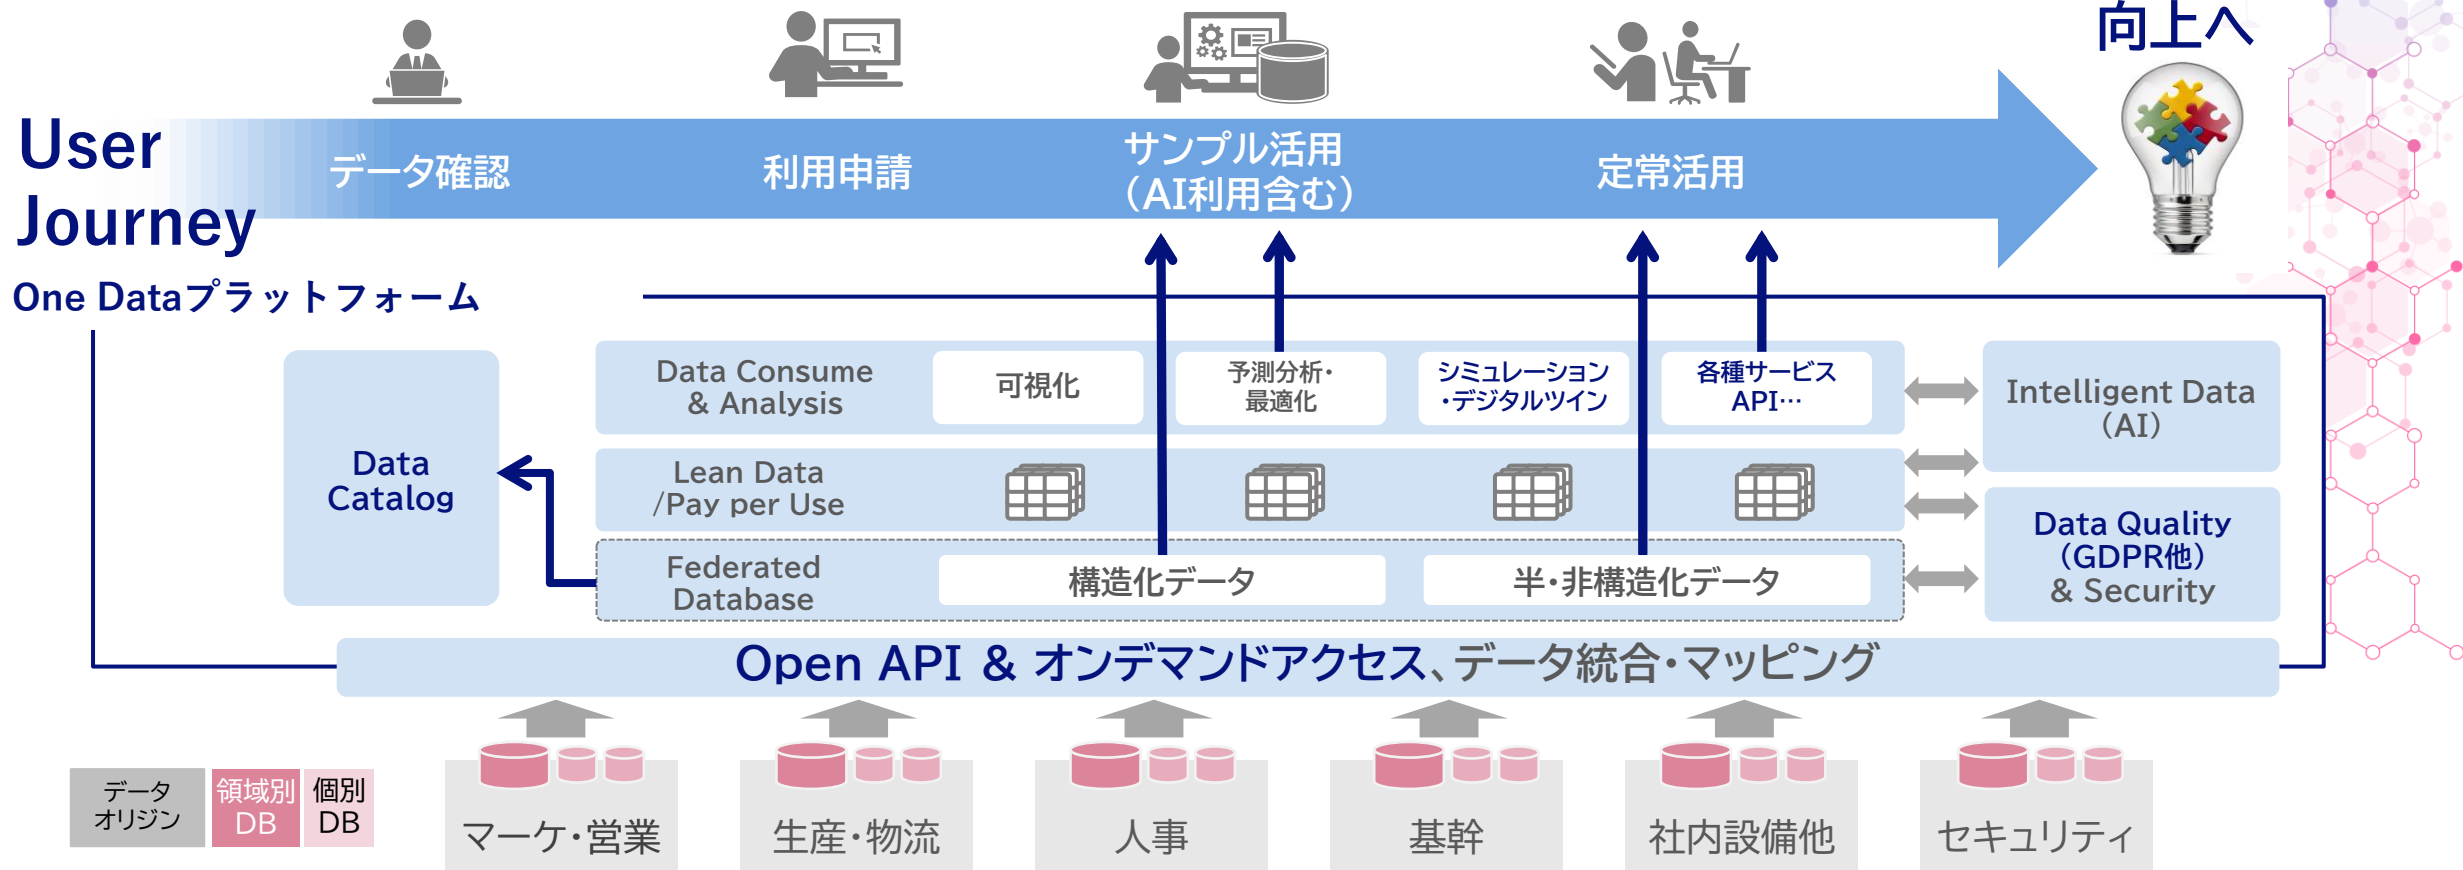 向上へ
User
Journey
データ確認
利用申請
サンプル活用
（AI利用含む）
定常活用
One Dataプラットフォーム
Data
Catalog
Data Consume
& Analysis
可視化
予測分析・
最適化
シミュレーション
・デジタルツイン
各種サービス
API…
Intelligent Data
（AI）
Lean Data
/Pay per Use
Federated
Database
構造化データ
半・非構造化データ
Data Quality
（GDPR他）
& Security
Open API ＆ オンデマンドアクセス、データ統合・マッピング
データ
オリジン
領域別
DB
個別
DB
マーケ・営業
生産・物流
人事
基幹
社内設備他
セキュリティ